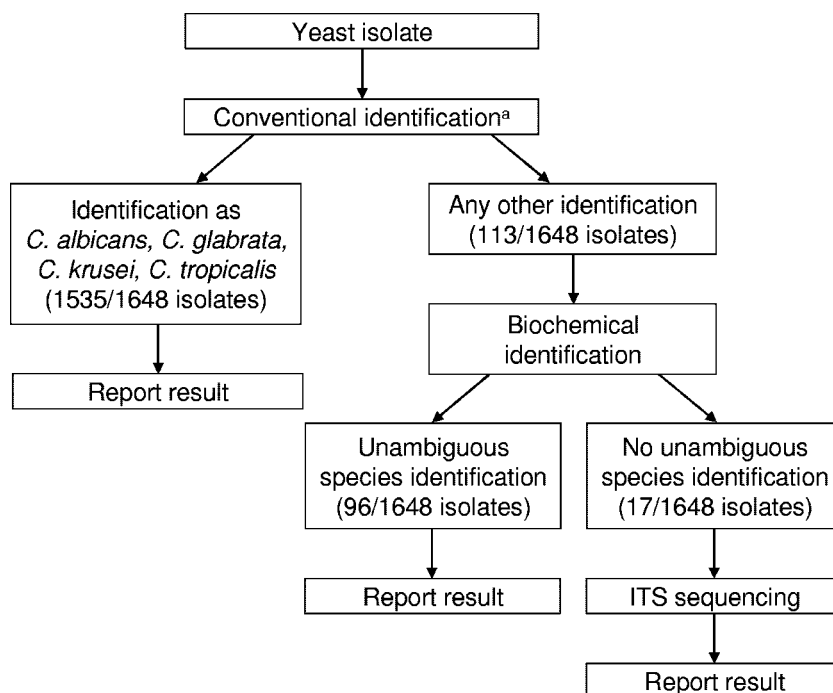 Yeast isolate
Conventional identificationᵃ
Identification as
C. albicans, C. glabrata,
C. krusei, C. tropicalis
(1535/1648 isolates)
Report result
Any other identification
(113/1648 isolates)
Biochemical
identification
Unambiguous
species identification
(96/1648 isolates)
Report result
No unambiguous
species identification
(17/1648 isolates)
ITS sequencing
Report result